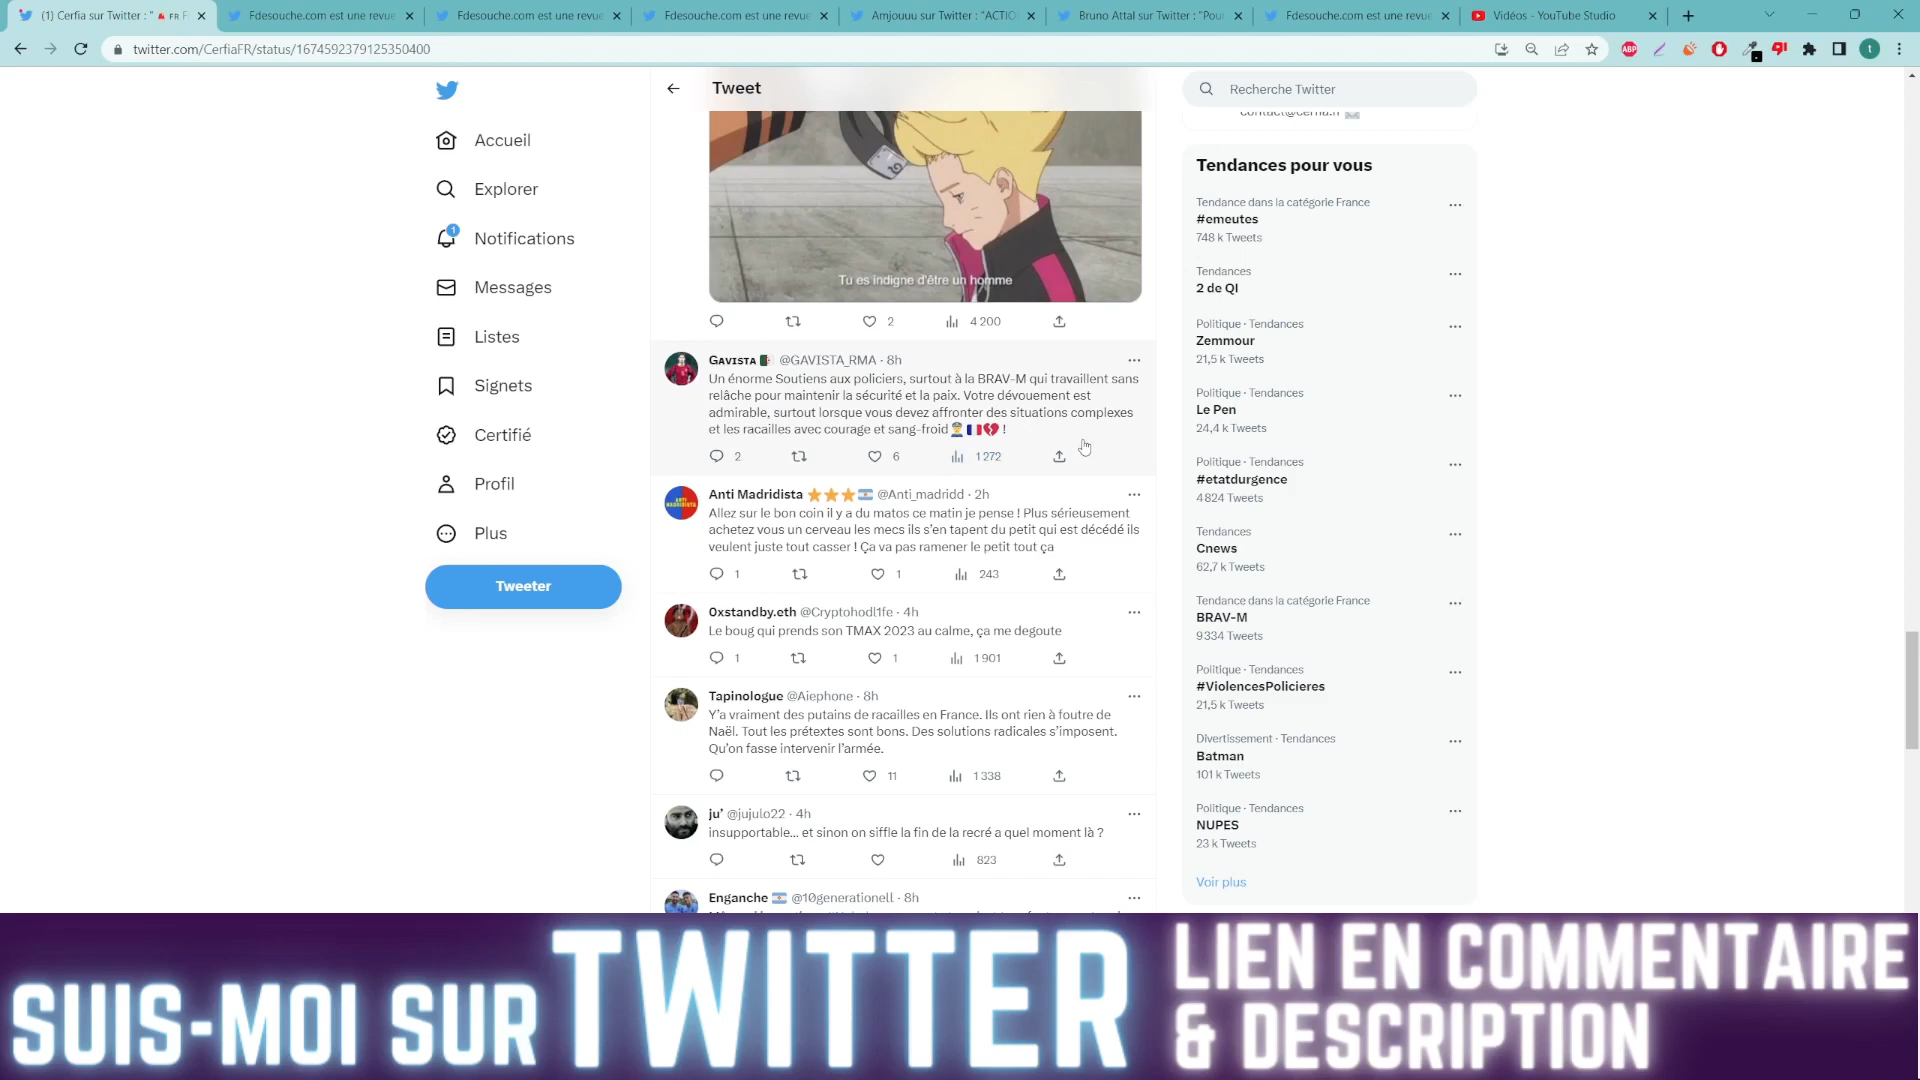 (1) Cerfia sur Twitter : "🚨 FR F
Fdesouche.com est une revue
Fdesouche.com est une revue
Fdesouche.com est une revue
Amjouuu sur Twitter : "ACTIO
Bruno Attal sur Twitter : "Pour
Fdesouche.com est une revue
Vidéos - YouTube Studio
twitter.com/CerfiaFR/status/1674592379125350400
ABP
t
Accueil
Explorer
1
Notifications
Messages
Listes
Signets
Certifié
Profil
Plus
Tweeter
Tweet
Tu es indigne d'être un homme
2 4 200
Gavista 🇩🇿 @GAVISTA_RMA · 8h
Un énorme Soutiens aux policiers, surtout à la BRAV-M qui travaillent sans
relâche pour maintenir la sécurité et la paix. Votre dévouement est
admirable, surtout lorsque vous devez affronter des situations complexes
et les racailles avec courage et sang-froid 👮🇫🇷💔 !
2 6 1 272
Anti Madridista ⭐⭐⭐🇦🇷 @Anti_madridd · 2h
Allez sur le bon coin il y a du matos ce matin je pense ! Plus sérieusement
achetez vous un cerveau les mecs ils s'en tapent du petit qui est décédé ils
veulent juste tout casser ! Ça va pas ramener le petit tout ça
1 1 243
0xstandby.eth @Cryptohodl1fe · 4h
Le boug qui prends son TMAX 2023 au calme, ça me degoute
1 1 1 901
Tapinologue @Aiephone · 8h
Y'a vraiment des putains de racailles en France. Ils ont rien à foutre de
Naël. Tout les prétextes sont bons. Des solutions radicales s'imposent.
Qu'on fasse intervenir l'armée.
11 1 338
ju' @jujulo22 · 4h
insupportable... et sinon on siffle la fin de la recré a quel moment là ?
823
Enganche 🇦🇷 @10generationell · 8h
Recherche Twitter
contact@cerfia.fr
Tendances pour vous
Tendance dans la catégorie France
#emeutes
748 k Tweets
Tendances
2 de QI
Politique · Tendances
Zemmour
21,5 k Tweets
Politique · Tendances
Le Pen
24,4 k Tweets
Politique · Tendances
#etatdurgence
4 824 Tweets
Tendances
Cnews
62,7 k Tweets
Tendance dans la catégorie France
BRAV-M
9 334 Tweets
Politique · Tendances
#ViolencesPolicieres
21,5 k Tweets
Divertissement · Tendances
Batman
101 k Tweets
Politique · Tendances
NUPES
23 k Tweets
Voir plus
SUIS-MOI SUR TWITTER
LIEN EN COMMENTAIRE
& DESCRIPTION